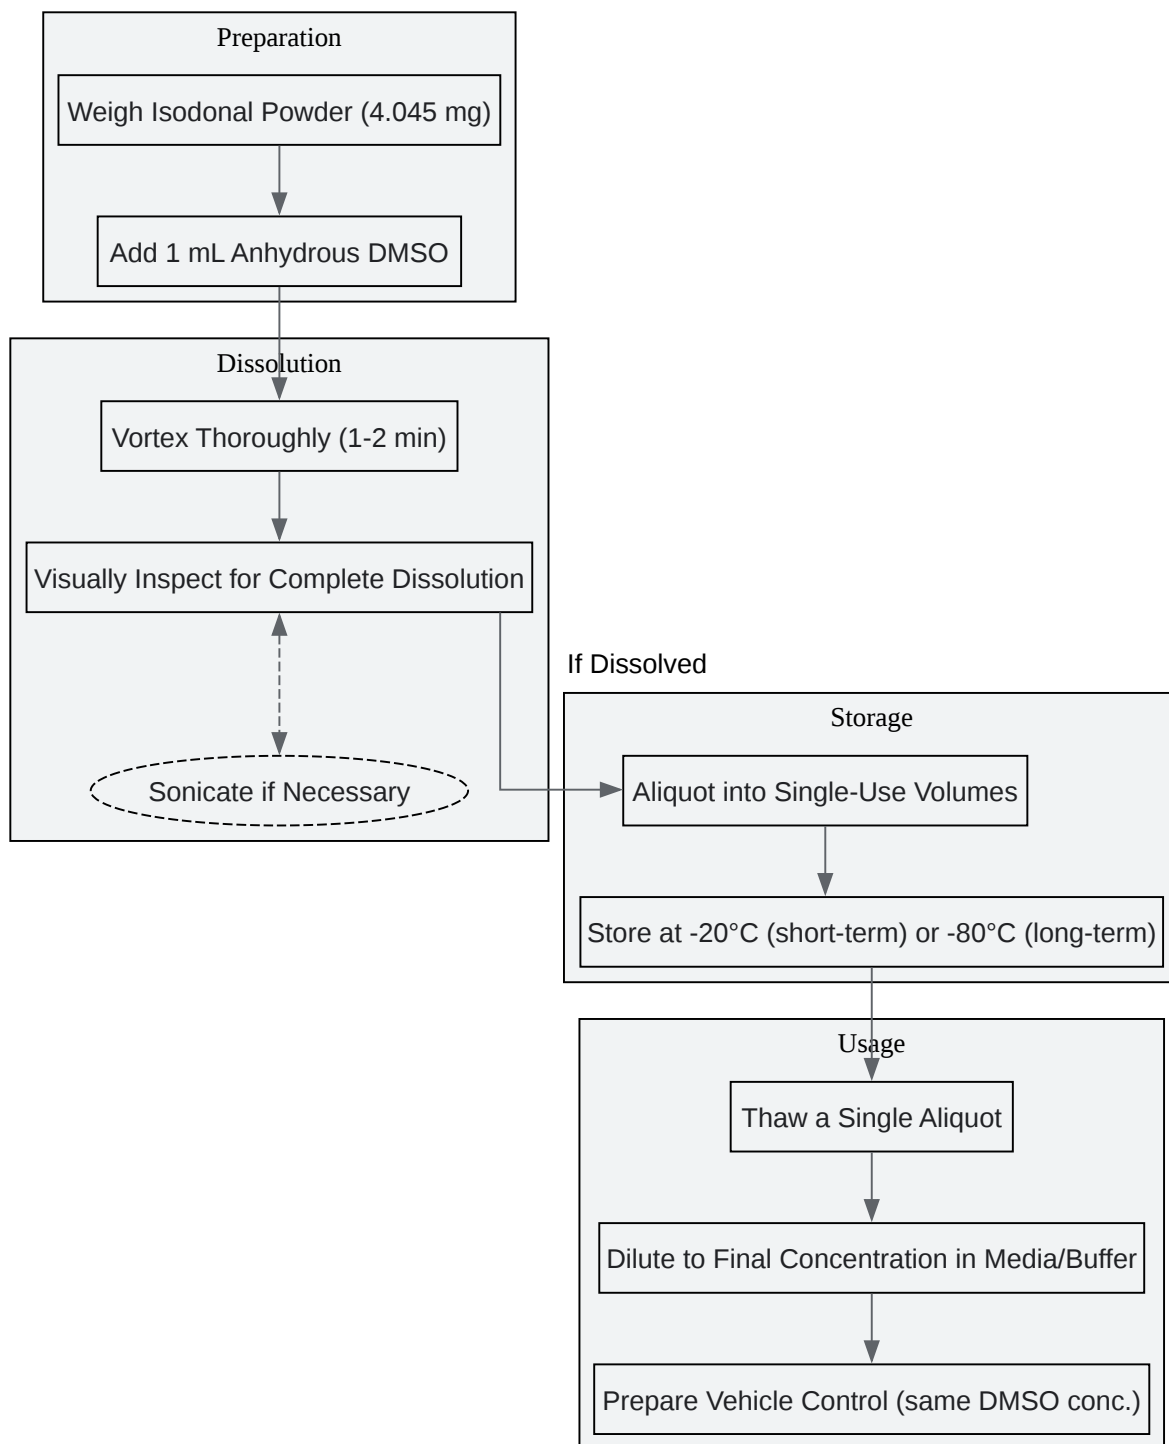 Preparation
Weigh Isodonal Powder (4.045 mg)
Add 1 mL Anhydrous DMSO
Dissolution
Vortex Thoroughly (1-2 min)
Visually Inspect for Complete Dissolution
Sonicate if Necessary
If Dissolved
Storage
Aliquot into Single-Use Volumes
Store at -20°C (short-term) or -80°C (long-term)
Usage
Thaw a Single Aliquot
Dilute to Final Concentration in Media/Buffer
Prepare Vehicle Control (same DMSO conc.)